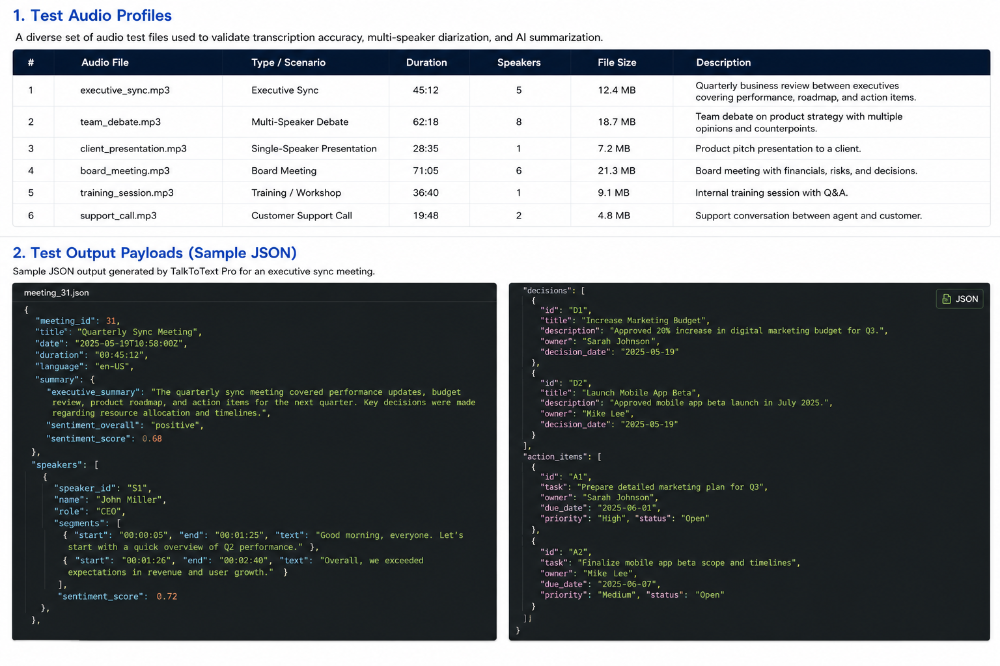 1. Test Audio Profiles
A diverse set of audio test files used to validate transcription accuracy, multi-speaker diarization, and AI summarization.
# Audio File Type / Scenario Duration Speakers File Size Description
1 executive_sync.mp3 Executive Sync 45:12 5 12.4 MB Quarterly business review between executives
covering performance, roadmap, and action items.
2 team_debate.mp3 Multi-Speaker Debate 62:18 8 18.7 MB Team debate on product strategy with multiple
opinions and counterpoints.
3 client_presentation.mp3 Single-Speaker Presentation 28:35 1 7.2 MB Product pitch presentation to a client.
4 board_meeting.mp3 Board Meeting 71:05 6 21.3 MB Board meeting with financials, risks, and decisions.
5 training_session.mp3 Training / Workshop 36:40 1 9.1 MB Internal training session with Q&A.
6 support_call.mp3 Customer Support Call 19:48 2 4.8 MB Support conversation between agent and customer.
2. Test Output Payloads (Sample JSON)
Sample JSON output generated by TalkToText Pro for an executive sync meeting.
meeting_31.json
{
"meeting_id": 31,
"title": "Quarterly Sync Meeting",
"date": "2025-05-19T10:58:00Z",
"duration": "00:45:12",
"language": "en-US",
"summary": {
"executive_summary": "The quarterly sync meeting covered performance updates, budget
review, product roadmap, and action items for the next quarter. Key decisions were made
regarding resource allocation and timelines.",
"sentiment_overall": "positive",
"sentiment_score": 0.68
},
"speakers": [
{
"speaker_id": "S1",
"name": "John Miller",
"role": "CEO",
"segments": [
{ "start": "00:00:05", "end": "00:01:25", "text": "Good morning, everyone. Let's
start with a quick overview of Q2 performance." },
{ "start": "00:01:26", "end": "00:02:40", "text": "Overall, we exceeded
expectations in revenue and user growth." }
],
"sentiment_score": 0.72
},
},
"decisions": [
{
"id": "D1",
"title": "Increase Marketing Budget",
"description": "Approved 20% increase in digital marketing budget for Q3.",
"owner": "Sarah Johnson",
"decision_date": "2025-05-19"
},
{
"id": "D2",
"title": "Launch Mobile App Beta",
"description": "Approved mobile app beta launch in July 2025.",
"owner": "Mike Lee",
"decision_date": "2025-05-19"
}
],
"action_items": [
{
"id": "A1",
"task": "Prepare detailed marketing plan for Q3",
"owner": "Sarah Johnson",
"due_date": "2025-06-01",
"priority": "High", "status": "Open"
},
{
"id": "A2",
"task": "Finalize mobile app beta scope and timelines",
"owner": "Mike Lee",
"due_date": "2025-06-07",
"priority": "Medium", "status": "Open"
}
]
}
JSON